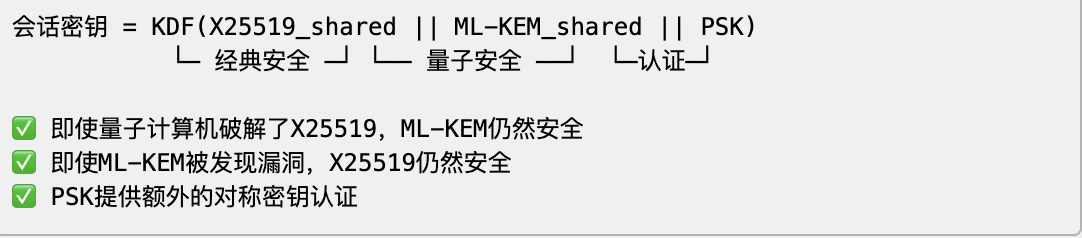 会话密钥 = KDF(X25519_shared || ML-KEM_shared || PSK)
└─ 经典安全 ─┘ └── 量子安全 ──┘ └─认证─┘
✅ 即使量子计算机破解了X25519，ML-KEM仍然安全
✅ 即使ML-KEM被发现漏洞，X25519仍然安全
✅ PSK提供额外的对称密钥认证